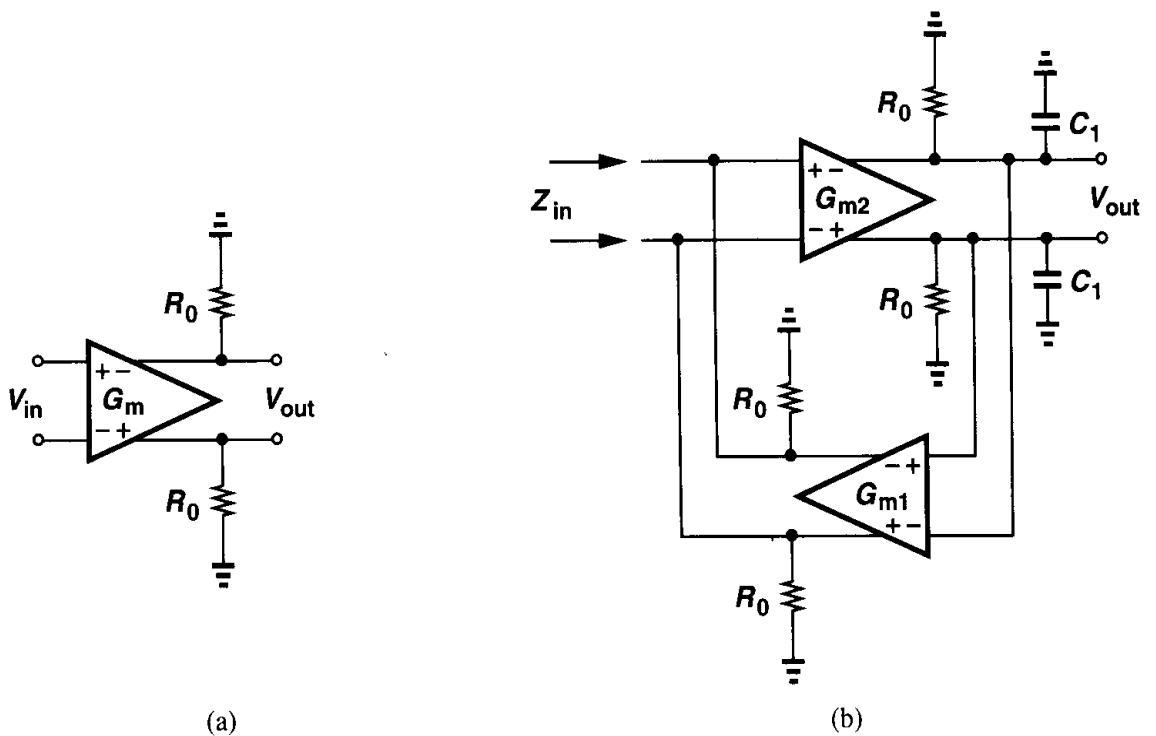 R0
Vin
+ −
Gm
− +
Vout
R0
(a)
R0
C1
Zin
+ −
Gm2
− +
Vout
R0
C1
R0
− +
Gm1
+ −
R0
(b)